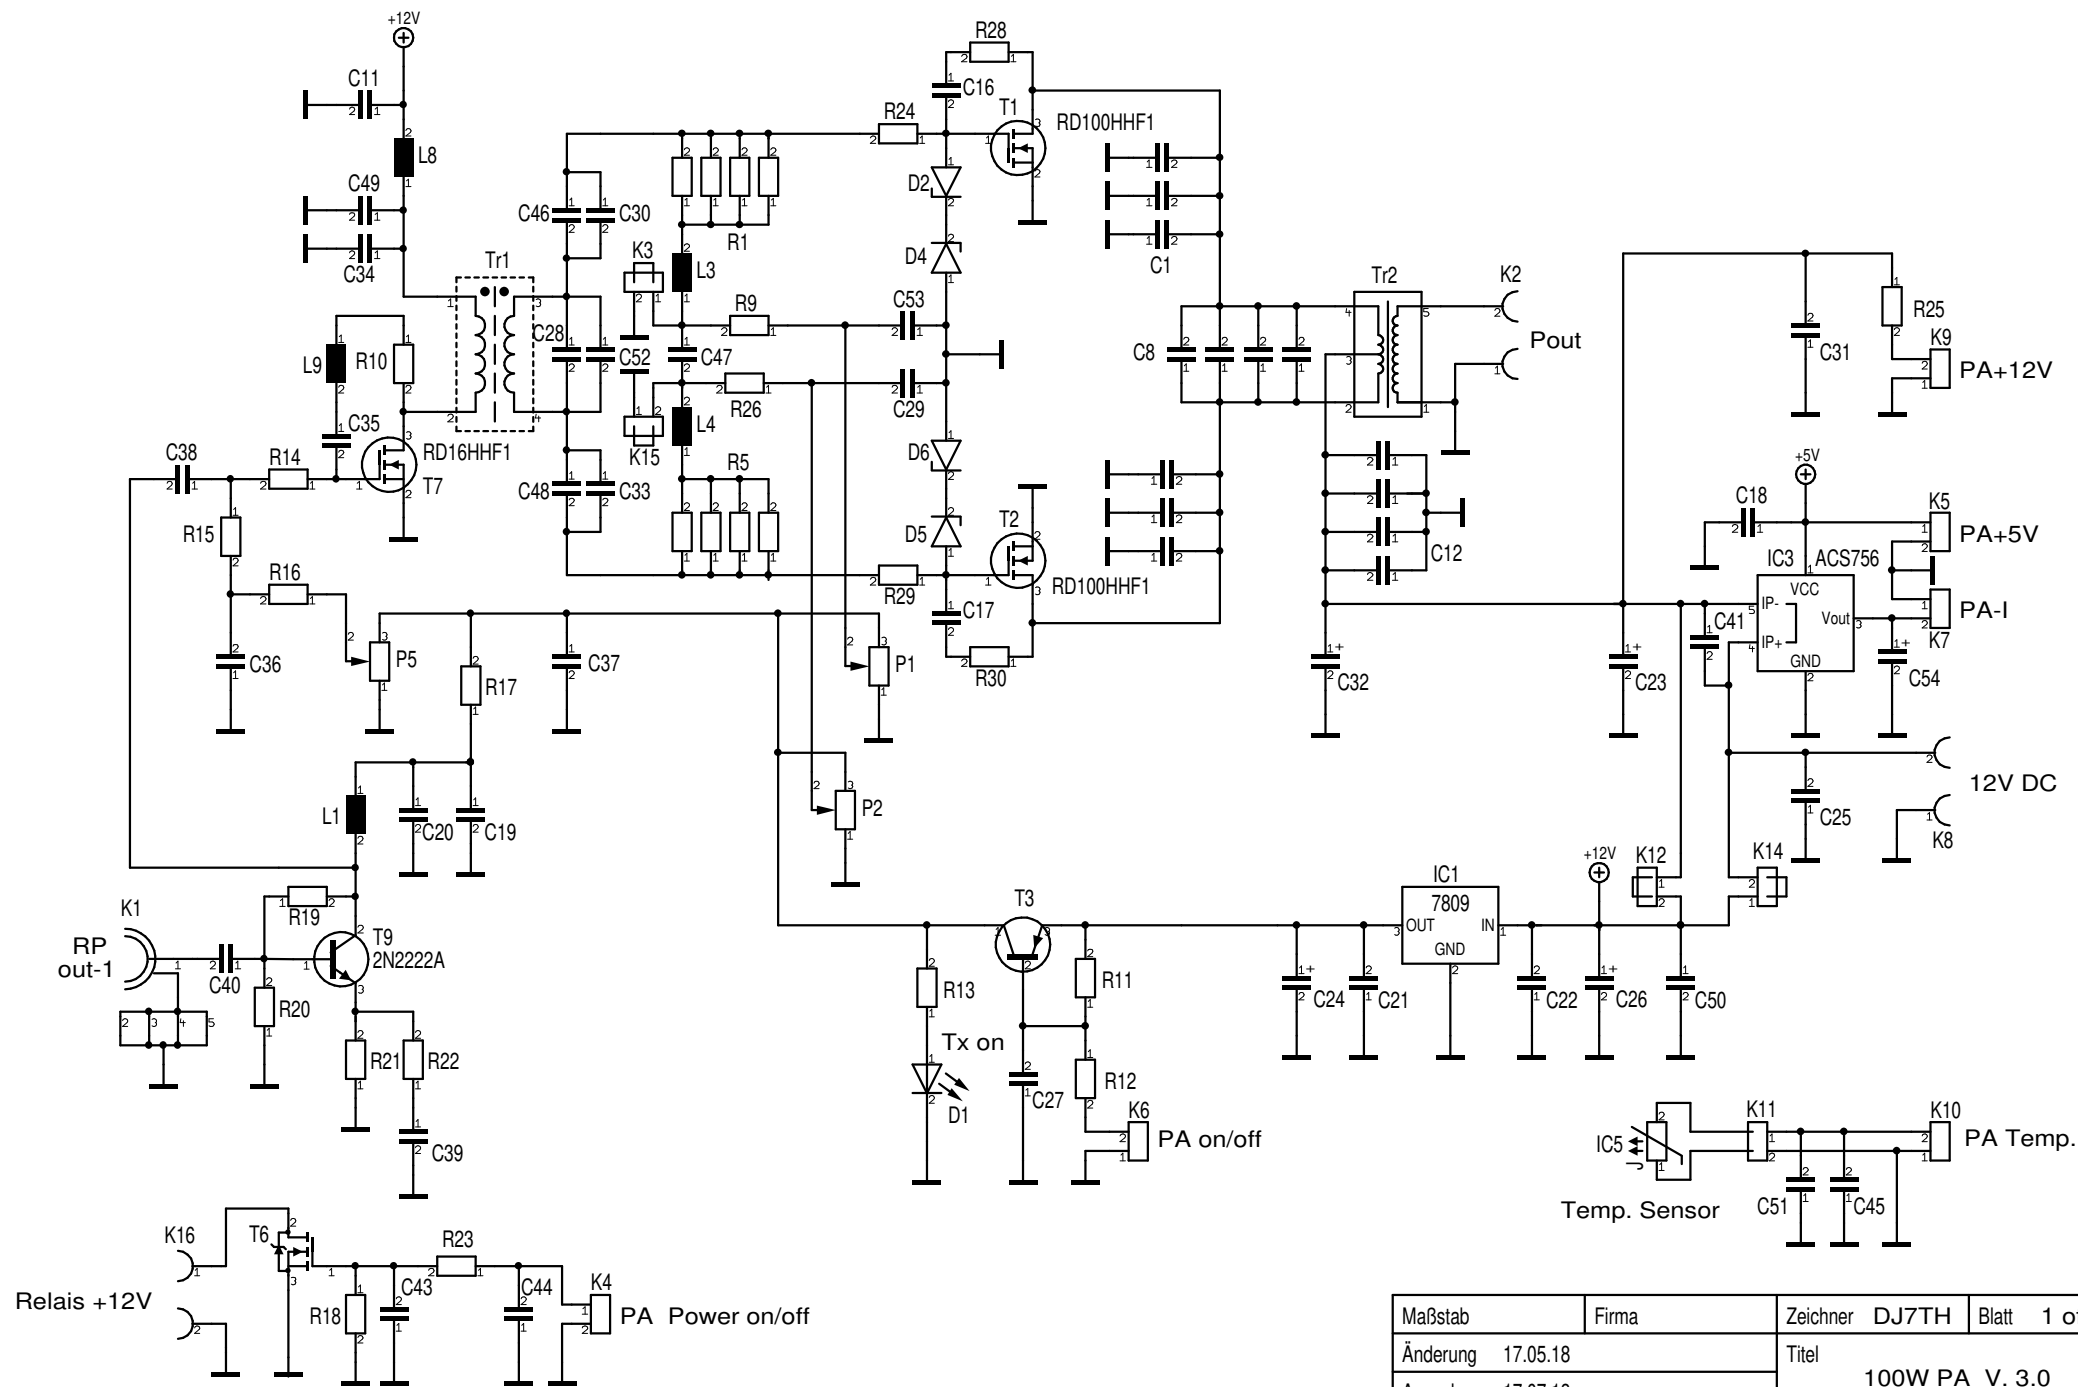 +12V
C11
L8
C49
C34
Tr1
L9
R10
C35
RD16HHF1
T7
C38
R14
R15
R16
C36
P5
R17
C37
L1
C20
C19
K1
RP
out-1
R19
T9
2N2222A
C40
R20
R21
R22
C39
K16
T6
R23
Relais +12V
R18
C43
C44
K4
PA Power on/off
C46
C30
C28
C52
C48
C33
K3
K15
R1
L3
R9
C47
R26
L4
R5
R24
R28
C16
T1
RD100HHF1
D2
D4
C53
C29
D6
D5
T2
RD100HHF1
R29
C17
R30
P1
P2
C1
C8
Tr2
K2
Pout
C12
C32
C31
R25
K9
PA+12V
+5V
C18
K5
PA+5V
IC3
ACS756
VCC
IP-
IP+
Vout
GND
PA-I
K7
C41
C54
C23
12V DC
C25
K8
K12
K14
+12V
IC1
7809
OUT
IN
GND
T3
R13
Tx on
D1
R11
C27
R12
K6
PA on/off
C24
C21
C22
C26
C50
IC5
K11
K10
PA Temp.
Temp. Sensor
C51
C45
Maßstab
Firma
Zeichner DJ7TH
Blatt 1
Änderung 17.05.18
Titel
100W PA V. 3.0